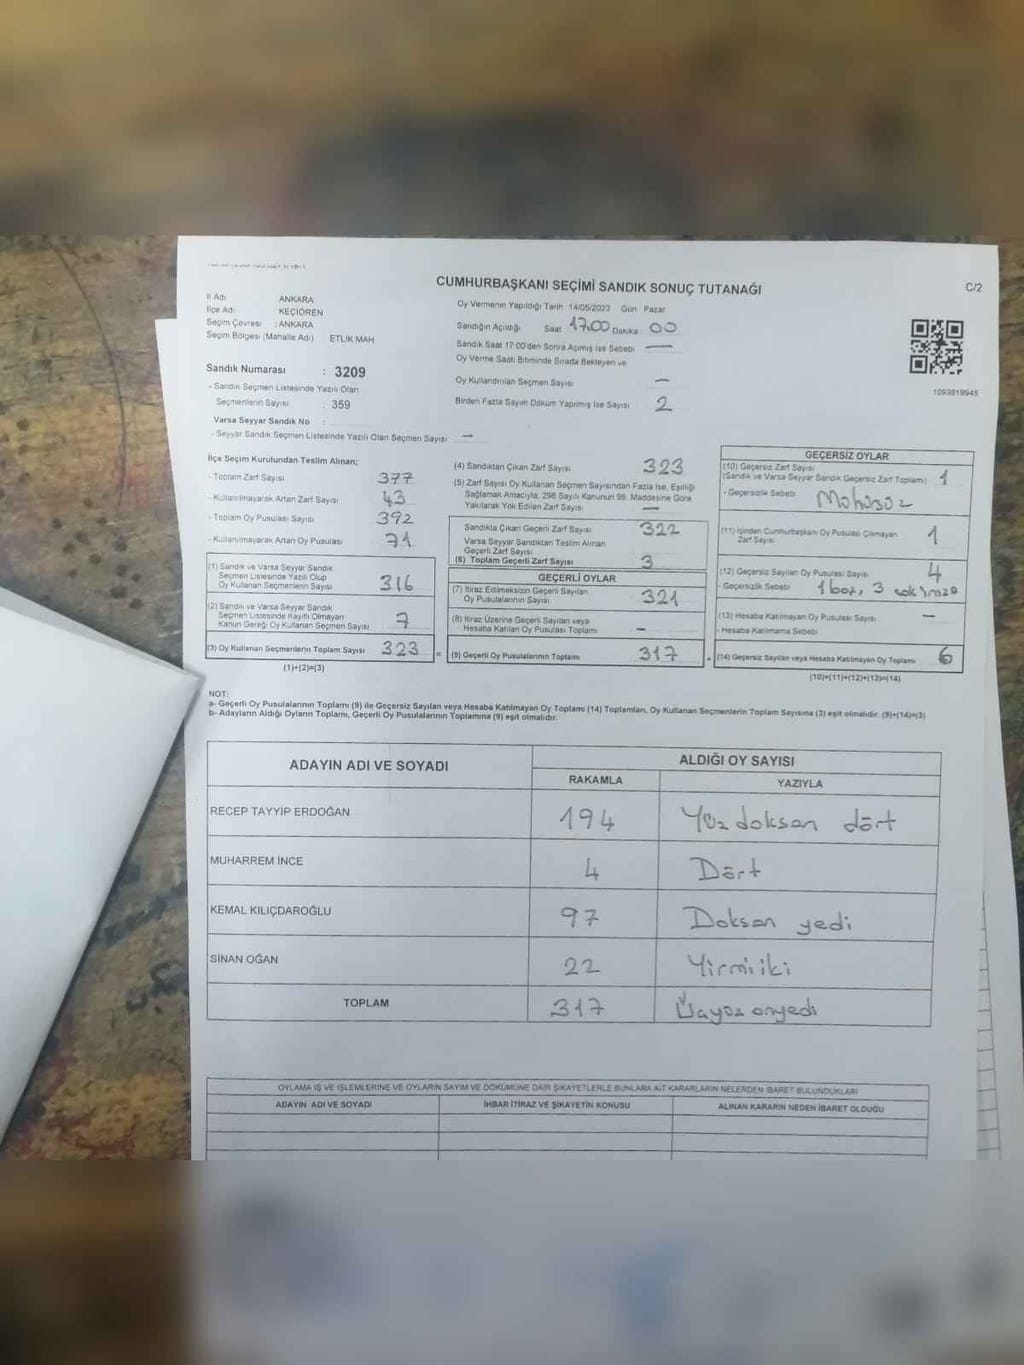 CUMHURBAŞKANI SEÇİMİ SANDIK SONUÇ TUTANAĞI
C/2
İl Adı ANKARA
İlçe Adı KEÇİÖREN
Seçim Çevresi : ANKARA
Seçim Bölgesi (Mahalle Adı) ETLİK MAH
Sandık Numarası : 3209
- Sandık Seçmen Listesinde Yazılı Olan
Seçmenlerin Sayısı : 359
Varsa Seyyar Sandık No :
- Seyyar Sandık Seçmen Listesinde Yazılı Olan Seçmen Sayısı —
Oy Vermenin Yapıldığı Tarih 14/05/2023 Gün Pazar
Sandığın Açıldığı Saat 17.00 Dakika 00
Sandık Saat 17:00'den Sonra Açılmış İse Sebebi —
Oy Verme Saati Bitiminde Sırada Bekleyen ve
Oy Kullandırılan Seçmen Sayısı —
Birden Fazla Sayım Döküm Yapılmış İse Sayısı 2
1093819945
İlçe Seçim Kurulundan Teslim Alınan;
- Toplam Zarf Sayısı 377
- Kullanılmayarak Artan Zarf Sayısı 43
- Toplam Oy Pusulası Sayısı 392
- Kullanılmayarak Artan Oy Pusulası 71
(1) Sandık ve Varsa Seyyar Sandık
Seçmen Listesinde Yazılı Olup
Oy Kullanan Seçmenlerin Sayısı 316
(2) Sandık ve Varsa Seyyar Sandık
Seçmen Listesinde Kayıtlı Olmayan
Kanun Gereği Oy Kullanan Seçmen Sayısı 7
(3) Oy Kullanan Seçmenlerin Toplam Sayısı 323 =
(1)+(2)=(3)
(4) Sandıktan Çıkan Zarf Sayısı 323
(5) Zarf Sayısı Oy Kullanan Seçmen Sayısından Fazla İse, Eşitliği
Sağlamak Amacıyla, 298 Sayılı Kanunun 98. Maddesine Göre
Yakılarak Yok Edilen Zarf Sayısı —
Sandıkta Çıkan Geçerli Zarf Sayısı 322
Varsa Seyyar Sandıktan Teslim Alınan
Geçerli Zarf Sayısı
(6) Toplam Geçerli Zarf Sayısı 3
GEÇERLİ OYLAR
(7) İtiraz Edilmeksizin Geçerli Sayılan
Oy Pusulalarının Sayısı 321
(8) İtiraz Üzerine Geçerli Sayılan veya
Hesaba Katılan Oy Pusulası Toplamı —
(9) Geçerli Oy Pusulalarının Toplamı 317 +
GEÇERSİZ OYLAR
(10) Geçersiz Zarf Sayısı
(Sandık ve Varsa Seyyar Sandık Geçersiz Zarf Toplamı) 1
- Geçersizlik Sebebi Mühürsüz
(11) İçinden Cumhurbaşkanı Oy Pusulası Çıkmayan
Zarf Sayısı 1
(12) Geçersiz Sayılan Oy Pusulası Sayısı 4
- Geçersizlik Sebebi 1 boş, 3
(13) Hesaba Katılmayan Oy Pusulası Sayısı —
- Hesaba Katılmama Sebebi
(14) Geçersiz Sayılan veya Hesaba Katılmayan Oy Toplamı 6
(10)+(11)+(12)+(13)=(14)
NOT:
a- Geçerli Oy Pusulalarının Toplamı (9) ile Geçersiz Sayılan veya Hesaba Katılmayan Oy Toplamı (14) Toplamları, Oy Kullanan Seçmenlerin Toplam Sayısına (3) eşit olmalıdır. (9)+(14)=(3)
b- Adayların Aldığı Oyların Toplamı, Geçerli Oy Pusulalarının Toplamına (9) eşit olmalıdır.
ADAYIN ADI VE SOYADI ALDIĞI OY SAYISI
RAKAMLA YAZIYLA
RECEP TAYYİP ERDOĞAN 194 Yüz doksan dört
MUHARREM İNCE 4 Dört
KEMAL KILIÇDAROĞLU 97 Doksan yedi
SİNAN OĞAN 22 Yirmi iki
TOPLAM 317 Üçyüz onyedi
OYLAMA İŞ VE İŞLEMLERİNE VE OYLARIN SAYIM VE DÖKÜMÜNE DAİR ŞİKAYETLERLE BUNLARA AİT KARARLARIN NELERDEN İBARET BULUNDUKLARI
ADAYIN ADI VE SOYADI İHBAR İTİRAZ VE ŞİKAYETİN KONUSU ALINAN KARARIN NEDEN İBARET OLDUĞU